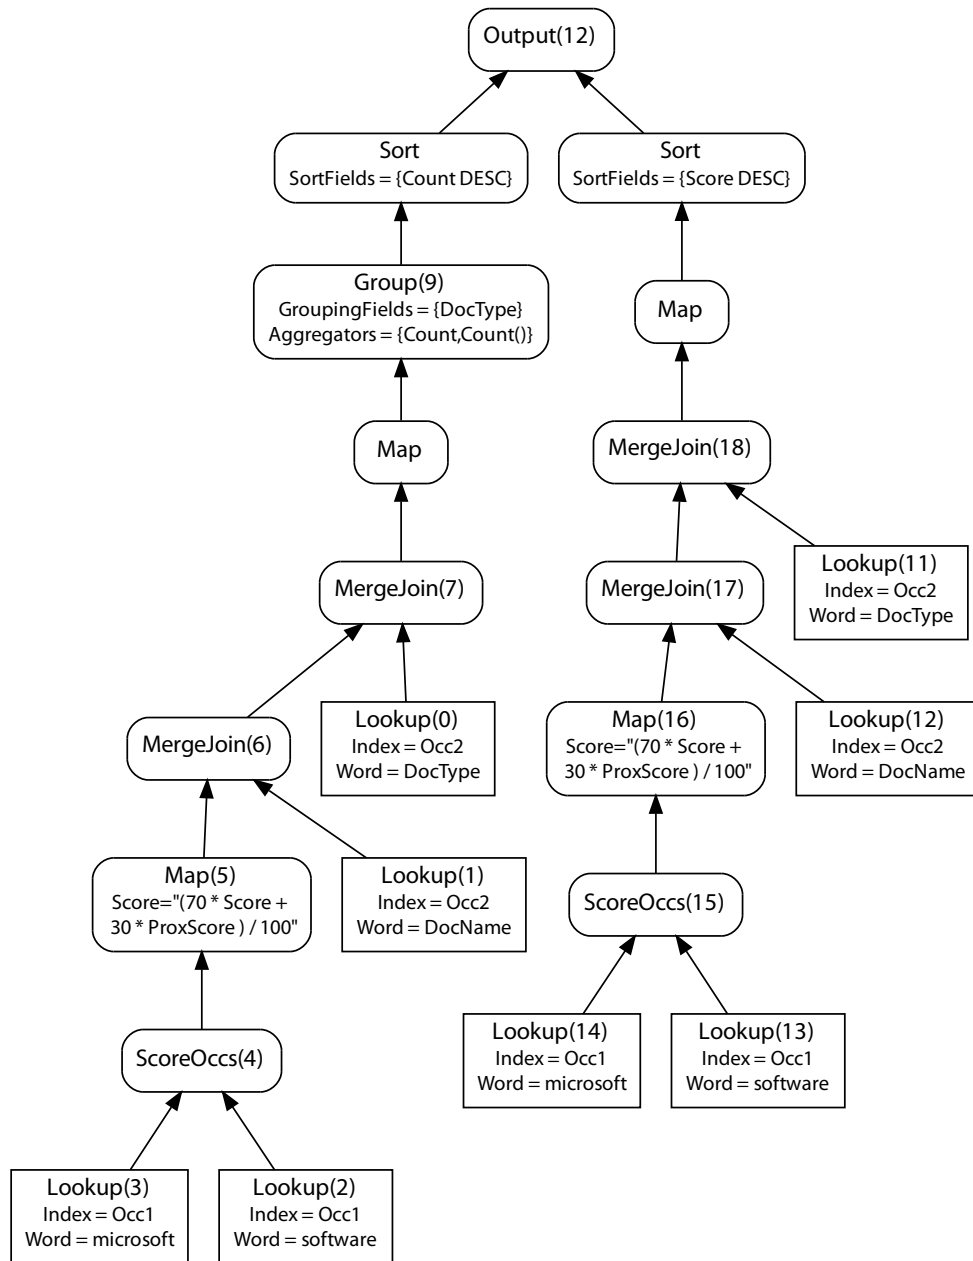 Output(12)
Sort
SortFields = {Count DESC}
Sort
SortFields = {Score DESC}
Group(9)
GroupingFields = {DocType}
Aggregators = {Count,Count()}
Map
Map
MergeJoin(18)
Lookup(11)
Index = Occ2
Word = DocType
MergeJoin(7)
MergeJoin(17)
Lookup(0)
Index = Occ2
Word = DocType
Map(16)
Score="(70 * Score +
30 * ProxScore ) / 100"
Lookup(12)
Index = Occ2
Word = DocName
MergeJoin(6)
Map(5)
Score="(70 * Score +
30 * ProxScore ) / 100"
Lookup(1)
Index = Occ2
Word = DocName
ScoreOccs(15)
ScoreOccs(4)
Lookup(14)
Index = Occ1
Word = microsoft
Lookup(13)
Index = Occ1
Word = software
Lookup(3)
Index = Occ1
Word = microsoft
Lookup(2)
Index = Occ1
Word = software